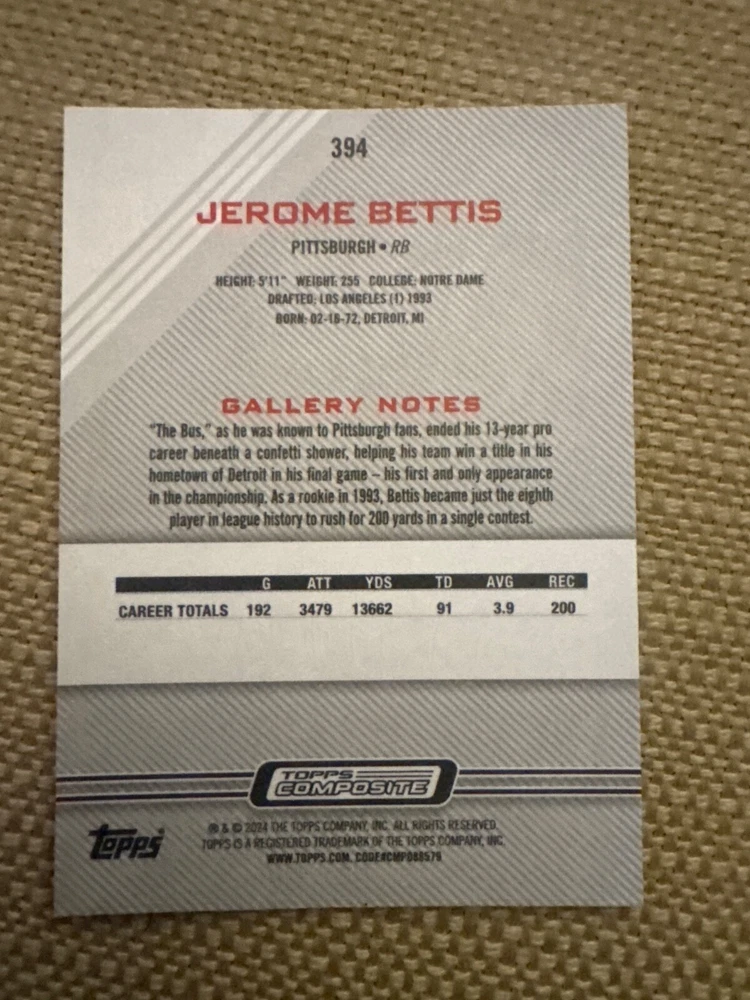 394
JEROME BETTIS
PITTSBURGH • RB
HEIGHT: 5'11" WEIGHT: 255 COLLEGE: NOTRE DAME
DRAFTED: LOS ANGELES (1) 1993
BORN: 02-16-72, DETROIT, MI
GALLERY NOTES
"The Bus," as he was known to Pittsburgh fans, ended his 13-year pro
career beneath a confetti shower, helping his team win a title in his
hometown of Detroit in his final game – his first and only appearance
in the championship. As a rookie in 1993, Bettis became just the eighth
player in league history to rush for 200 yards in a single contest.
G ATT YDS TD AVG REC
CAREER TOTALS 192 3479 13662 91 3.9 200
TOPPS
COMPOSITE
Topps
® & © 2024 THE TOPPS COMPANY, INC. ALL RIGHTS RESERVED.
TOPPS IS A REGISTERED TRADEMARK OF THE TOPPS COMPANY, INC.
WWW.TOPPS.COM. CODE#CMP088579